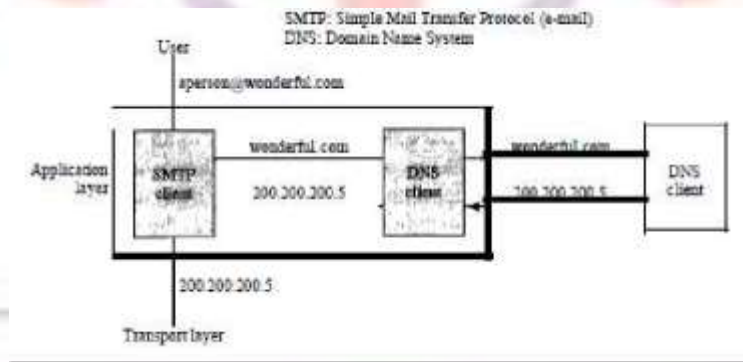 SMTP: Simple Mail Transfer Protocol (e-mail)
DNS: Domain Name System
User
aperson@wonderful.com
Application
layer
SMTP
client
wonderful.com
200.200.200.5
DNS
client
wonderful.com
200.200.200.5
DNS
client
200.200.200.5
Transport layer